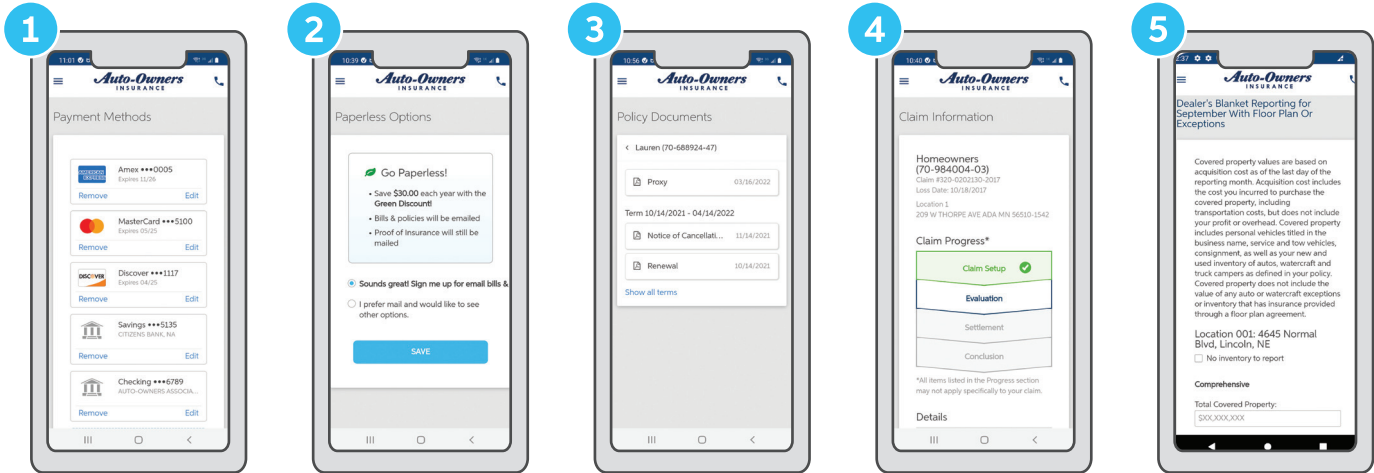 1
11:01
Auto-Owners
INSURANCE
Payment Methods
AMERICAN
EXPRESS
Amex •••0005
Expires 11/26
Remove
Edit
MasterCard •••5100
Expires 05/25
Remove
Edit
DISCOVER
Discover •••1117
Expires 04/25
Remove
Edit
Savings •••5135
CITIZENS BANK, NA
Remove
Edit
Checking •••6789
AUTO-OWNERS ASSOCIA...
Remove
Edit
2
10:39
Auto-Owners
INSURANCE
Paperless Options
Go Paperless!
• Save $30.00 each year with the
Green Discount!
• Bills & policies will be emailed
• Proof of Insurance will still be
mailed
Sounds great! Sign me up for email bills &
I prefer mail and would like to see
other options.
SAVE
3
10:56
Auto-Owners
INSURANCE
Policy Documents
< Lauren (70-688924-47)
Proxy
03/16/2022
Term 10/14/2021 - 04/14/2022
Notice of Cancellati...
11/14/2021
Renewal
10/14/2021
Show all terms
4
10:40
Auto-Owners
INSURANCE
Claim Information
Homeowners
(70-984004-03)
Claim #320-0202130-2017
Loss Date: 10/18/2017
Location 1
209 W THORPE AVE ADA MN 56510-1542
Claim Progress*
Claim Setup
Evaluation
Settlement
Conclusion
*All items listed in the Progress section
may not apply specifically to your claim.
Details
5
2:37
Auto-Owners
INSURANCE
Dealer's Blanket Reporting for
September With Floor Plan Or
Exceptions
Covered property values are based on
acquisition cost as of the last day of the
reporting month. Acquisition cost includes
the cost you incurred to purchase the
covered property, including
transportation costs, but does not include
your profit or overhead. Covered property
includes personal vehicles titled in the
business name, service and tow vehicles,
consignment, as well as your new and
used inventory of autos, watercraft and
truck campers as defined in your policy.
Covered property does not include the
value of any auto or watercraft exceptions
or inventory that has insurance provided
through a floor plan agreement.
Location 001: 4645 Normal
Blvd, Lincoln, NE
No inventory to report
Comprehensive
Total Covered Property:
$XX,XXX,XXX